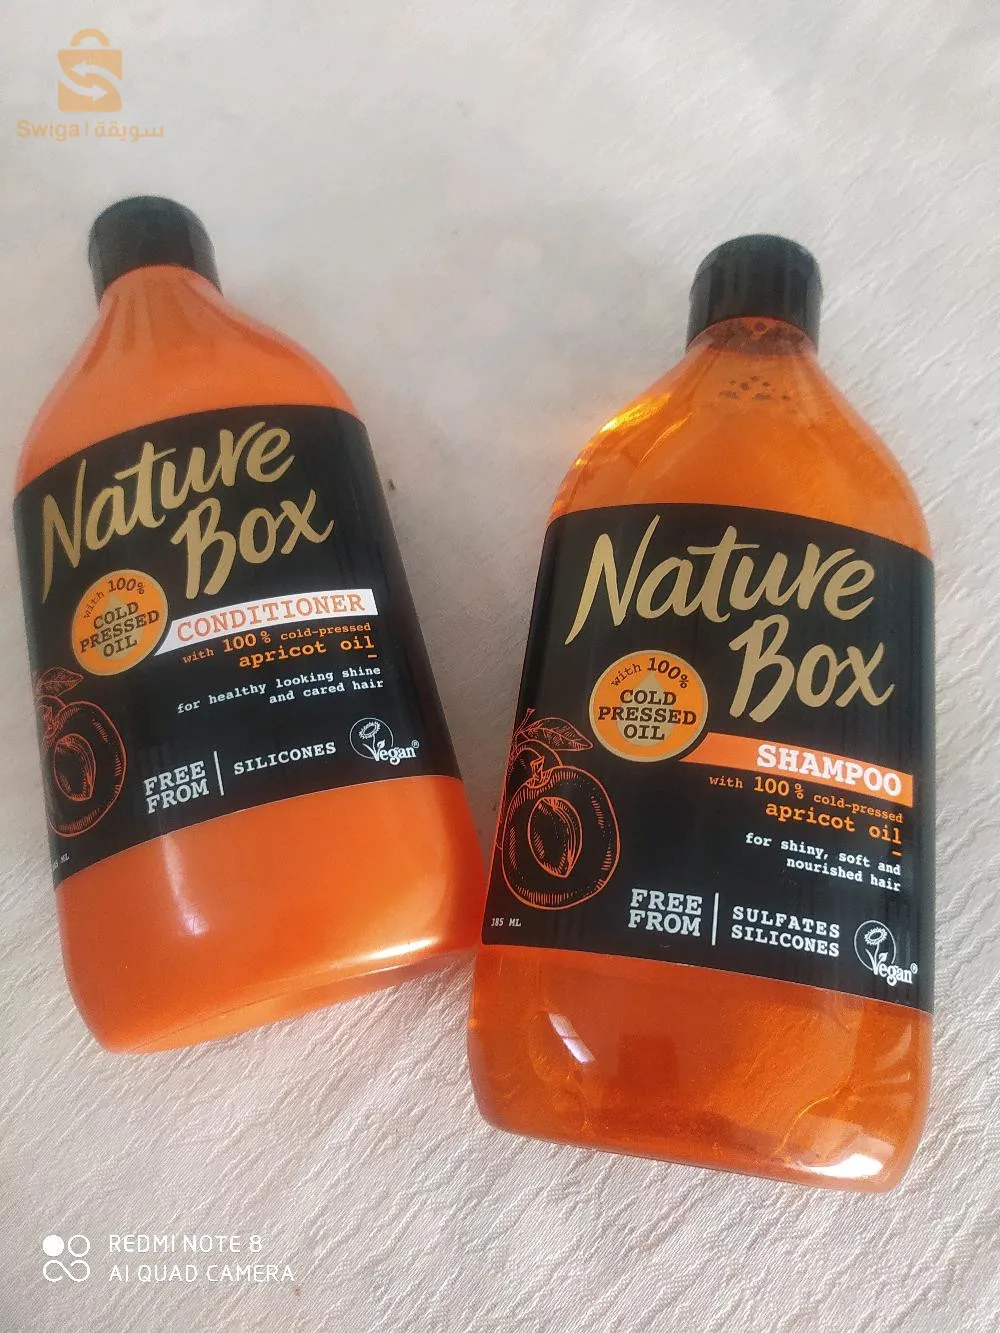 Swiga | سويقة
Nature
Box
with 100%
COLD
PRESSED
OIL
CONDITIONER
with 100% cold-pressed
apricot oil
for healthy looking shine
and cared hair
FREE
FROM
SILICONES
Vegan®
ML
Nature
Box
with 100%
COLD
PRESSED
OIL
SHAMPOO
with 100% cold-pressed
apricot oil
for shiny, soft and
nourished hair
FREE
FROM
SULFATES
SILICONES
Vegan®
385 ML
REDMI NOTE 8
AI QUAD CAMERA